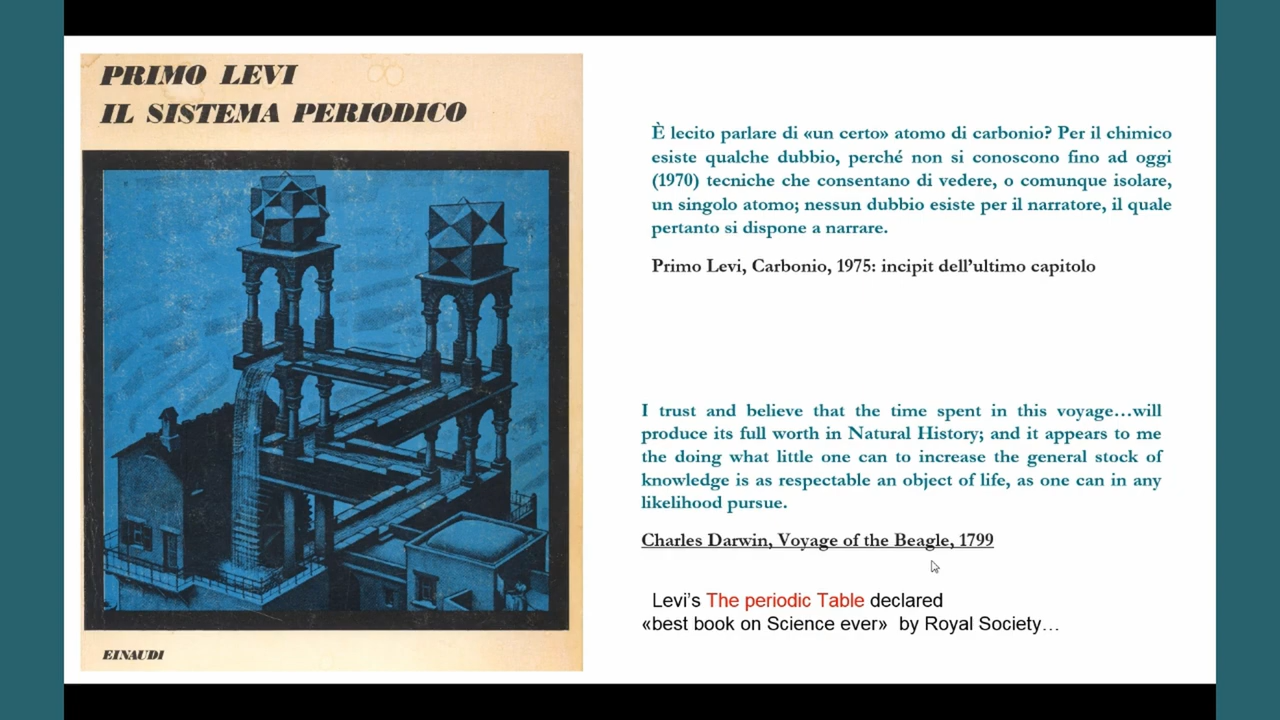 PRIMO LEVI
IL SISTEMA PERIODICO
EINAUDI
È lecito parlare di «un certo» atomo di carbonio? Per il chimico
esiste qualche dubbio, perché non si conoscono fino ad oggi
(1970) tecniche che consentano di vedere, o comunque isolare,
un singolo atomo; nessun dubbio esiste per il narratore, il quale
pertanto si dispone a narrare.
Primo Levi, Carbonio, 1975: incipit dell’ultimo capitolo
I trust and believe that the time spent in this voyage…will
produce its full worth in Natural History; and it appears to me
the doing what little one can to increase the general stock of
knowledge is as respectable an object of life, as one can in any
likelihood pursue.
Charles Darwin, Voyage of the Beagle, 1799
Levi’s The periodic Table declared
«best book on Science ever» by Royal Society…